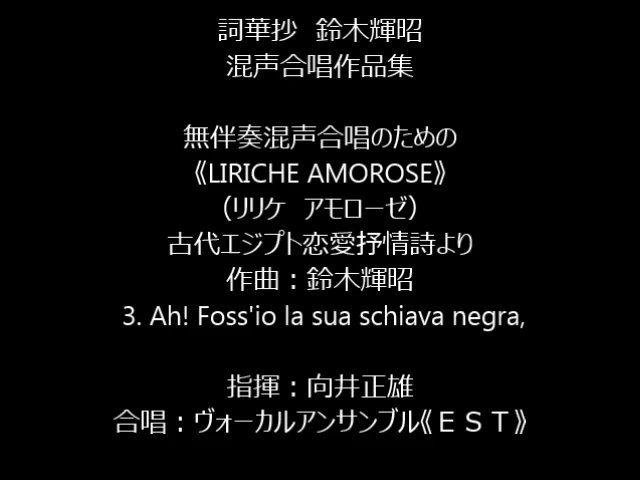 詞華抄　鈴木輝昭
混声合唱作品集
無伴奏混声合唱のための
《LIRICHE AMOROSE》
（リリケ　アモローゼ）
古代エジプト恋愛抒情詩より
作曲：鈴木輝昭
3. Ah! Foss'io la sua schiava negra,
指揮：向井正雄
合唱：ヴォーカルアンサンブル《ＥＳＴ》